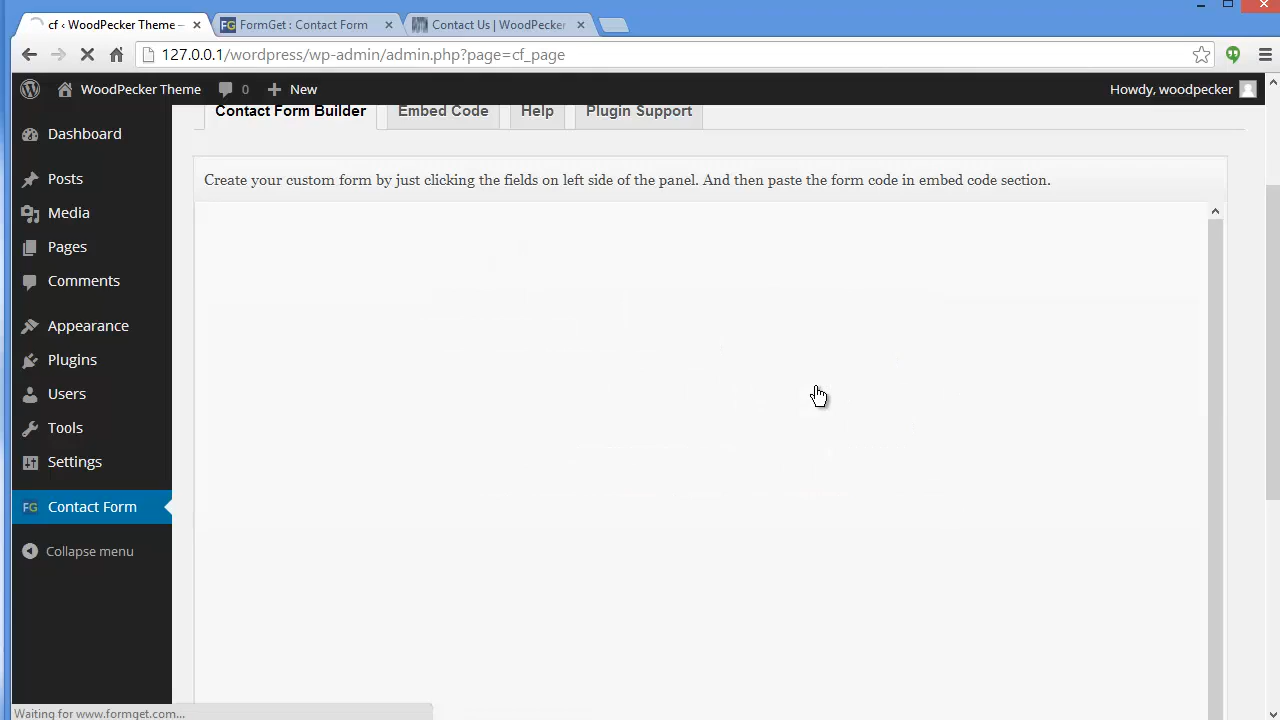 cf ‹ WoodPecker Theme —
FormGet : Contact Form
Contact Us | WoodPecker
127.0.0.1/wordpress/wp-admin/admin.php?page=cf_page
WoodPecker Theme
0
New
Howdy, woodpecker
Contact Form Builder
Embed Code
Help
Plugin Support
Dashboard
Create your custom form by just clicking the fields on left side of the panel. And then paste the form code in embed code section.
Posts
Media
Pages
Comments
Appearance
Plugins
Users
Tools
Settings
FG Contact Form
Collapse menu
Waiting for www.formget.com...